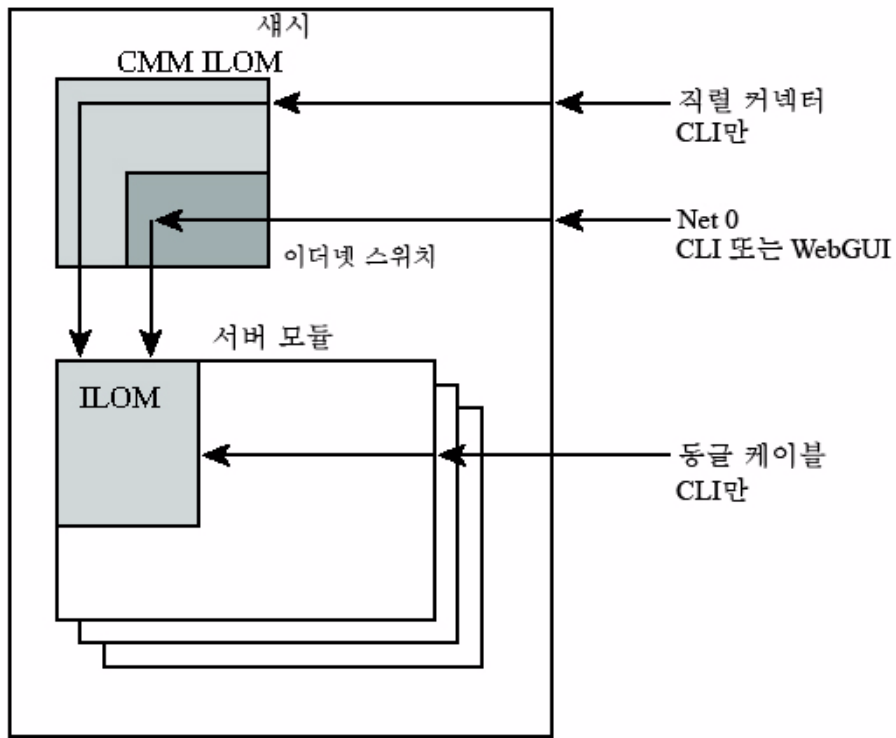 섀시
CMM ILOM
직렬 커넥터
CLI만
Net 0
CLI 또는 WebGUI
이더넷 스위치
서버 모듈
ILOM
동글 케이블
CLI만